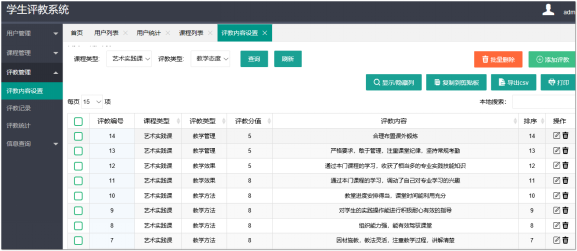 学生评教系统
adm
用户管理
首页 用户列表 × 用户统计 × 课程列表 × 评教内容设置 ×
课程管理
课程类型: 艺术实践课 评教类型: 教学态度 查询 刷新 批量删除 添加评教
评教管理
评教内容设置
显示/隐藏列 复制到剪贴板 导出csv 打印
评教记录
每页 15 项
本地搜索:
评教统计
评教编号 课程类型 评教类型 评教分值 评教内容 排序 操作
信息查询
14 艺术实践课 教学管理 5 合理布置课外锻炼 14
13 艺术实践课 教学管理 5 严格要求、敢于管理、注重课堂纪律、坚持常规考勤 13
12 艺术实践课 教学效果 5 通过本门课程的学习，收获了相当多的专业实践技能知识 12
11 艺术实践课 教学效果 8 通过本门课程的学习，调动了自己对专业学习的兴趣 11
10 艺术实践课 教学方法 8 教学进度安排得当、课堂时间能利用充分 10
9 艺术实践课 教学方法 8 对学生的实践操作能进行积极耐心有效的指导 9
8 艺术实践课 教学方法 8 组织能力强、能有效驾驭课堂 8
7 艺术实践课 教学方法 8 因材施教、教法灵活、注重教学过程、讲解清楚 7